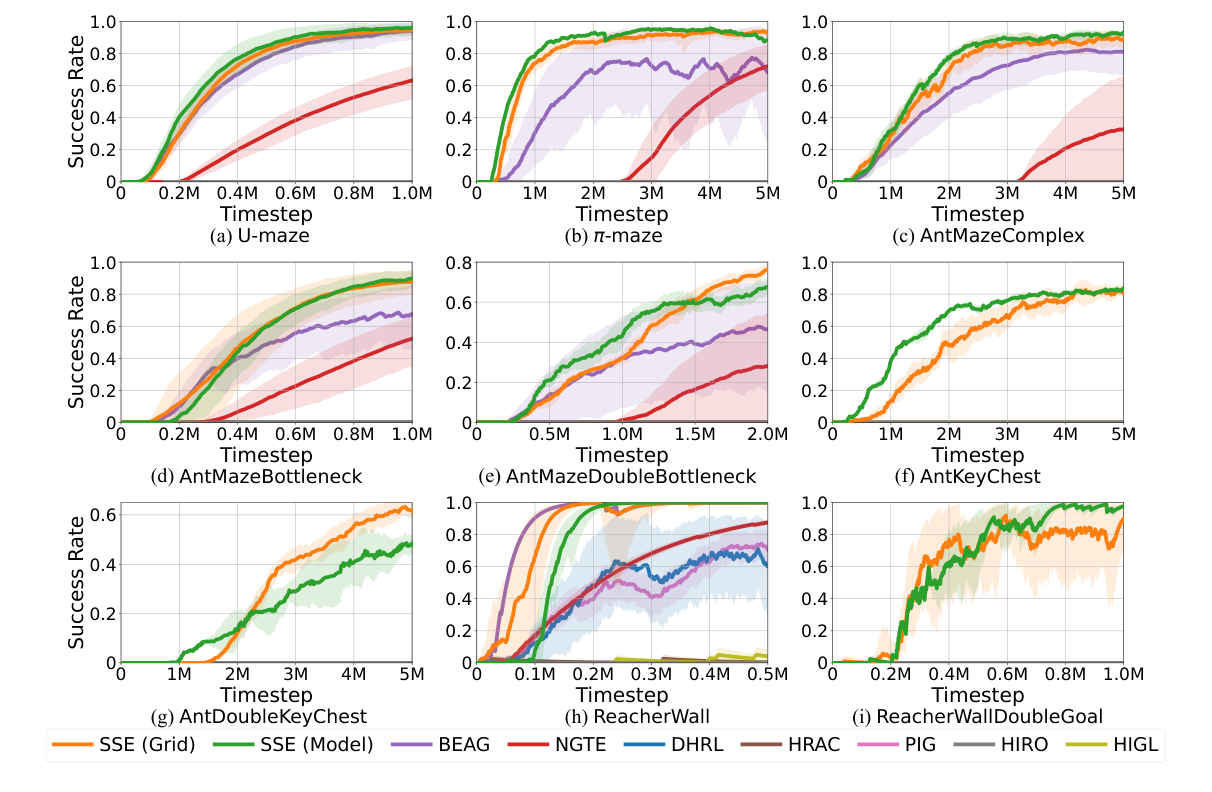 Success Rate
1.0
0.8
0.6
0.4
0.2
0
0 0.2M 0.4M 0.6M 0.8M 1.0M
Timestep
(a) U-maze
1.0
0.8
0.6
0.4
0.2
0
0 1M 2M 3M 4M 5M
Timestep
(b) π-maze
1.0
0.8
0.6
0.4
0.2
0
0 1M 2M 3M 4M 5M
Timestep
(c) AntMazeComplex
Success Rate
1.0
0.8
0.6
0.4
0.2
0
0 0.2M 0.4M 0.6M 0.8M 1.0M
Timestep
(d) AntMazeBottleneck
0.8
0.6
0.4
0.2
0
0 0.5M 1.0M 1.5M 2.0M
Timestep
(e) AntMazeDoubleBottleneck
1.0
0.8
0.6
0.4
0.2
0
0 1M 2M 3M 4M 5M
Timestep
(f) AntKeyChest
Success Rate
0.6
0.4
0.2
0
0 1M 2M 3M 4M 5M
Timestep
(g) AntDoubleKeyChest
1.0
0.8
0.6
0.4
0.2
0
0 0.1M 0.2M 0.3M 0.4M 0.5M
Timestep
(h) ReacherWall
1.0
0.8
0.6
0.4
0.2
0
0 0.2M 0.4M 0.6M 0.8M 1.0M
Timestep
(i) ReacherWallDoubleGoal
SSE (Grid) SSE (Model) BEAG NGTE DHRL HRAC PIG HIRO HIGL